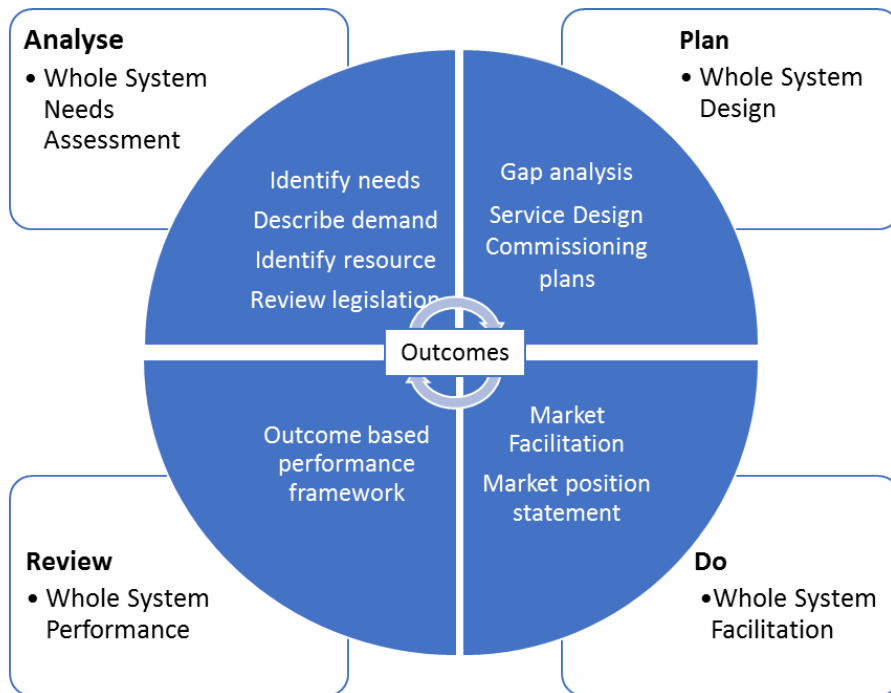 Analyse
• Whole System
Needs
Assessment
Plan
• Whole System
Design
Identify needs
Describe demand
Identify resource
Review legislation
Gap analysis
Service Design
Commissioning
plans
Outcomes
Outcome based
performance
framework
Market
Facilitation
Market position
statement
Review
• Whole System
Performance
Do
•Whole System
Facilitation